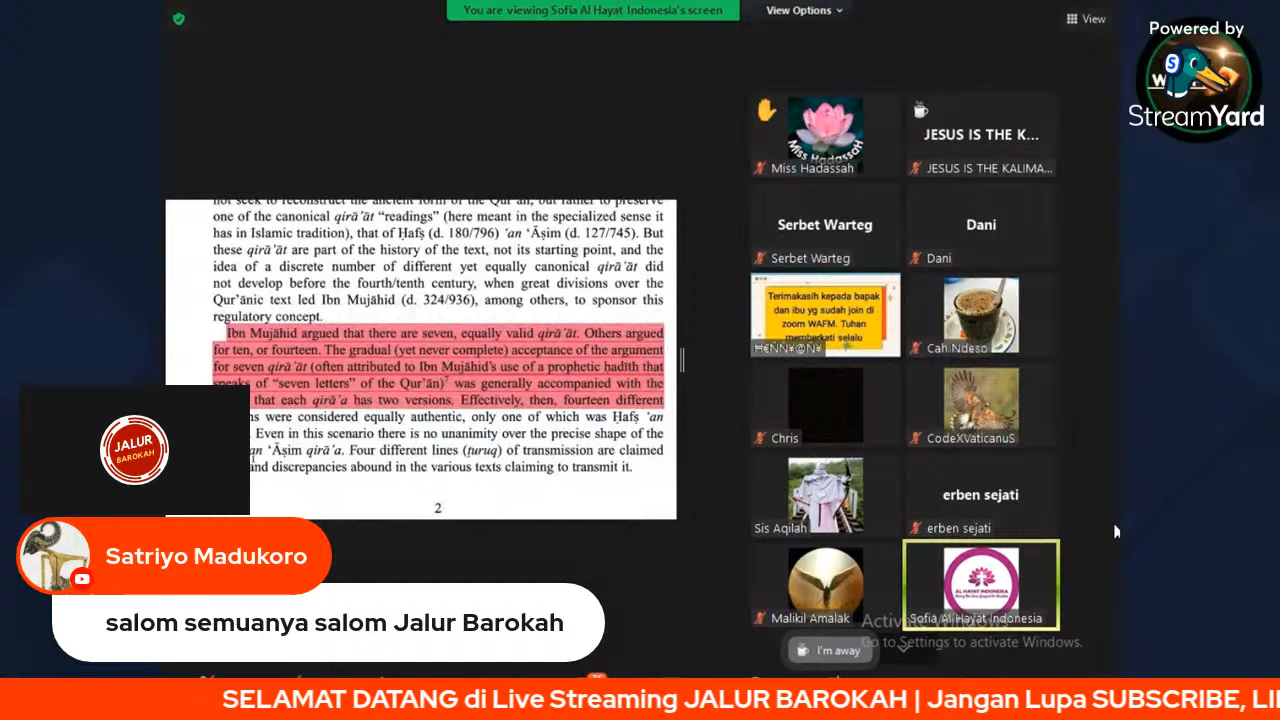 You are viewing Sofia Al Hayat Indonesia's screen
View Options
View
Powered by
StreamYard
not seek to reconstruct the ancient form of the Qur'ān, but rather to preserve
one of the canonical qirā'āt “readings” (here meant in the specialized sense it
has in Islamic tradition), that of Ḥafṣ (d. 180/796) ‘an ‘Āṣim (d. 127/745). But
these qirā'āt are part of the history of the text, not its starting point, and the
idea of a discrete number of different yet equally canonical qirā'āt did
not develop before the fourth/tenth century, when great divisions over the
Qur'ānic text led Ibn Mujāhid (d. 324/936), among others, to sponsor this
regulatory concept.
Ibn Mujāhid argued that there are seven, equally valid qirā'āt. Others argued
for ten, or fourteen. The gradual (yet never complete) acceptance of the argument
for seven qirā'āt (often attributed to Ibn Mujāhid's use of a prophetic ḥadīth that
speaks of “seven letters” of the Qur'ān)7 was generally accompanied with the
that each qirā'a has two versions. Effectively, then, fourteen different
were considered equally authentic, only one of which was Ḥafṣ ‘an
Even in this scenario there is no unanimity over the precise shape of the
‘Āṣim qirā'a. Four different lines (ṭuruq) of transmission are claimed
and discrepancies abound in the various texts claiming to transmit it.
2
Miss Hadassah
Miss Hadassah
JESUS IS THE K...
JESUS IS THE KALIMA...
Serbet Warteg
Serbet Warteg
Dani
Dani
Terimakasih kepada bapak
dan ibu yg sudah join di
zoom WAFM. Tuhan
memberkati selalu
H€NN¥@N¥
Cah Ndeso
Chris
CodeXVaticanuS
Sis Aqilah
erben sejati
erben sejati
Malikil Amalak
AL HAYAT INDONESIA
Sofia Al Hayat Indonesia
Activate Windows
Go to Settings to activate Windows.
I'm away
JALUR
BAROKAH
Satriyo Madukoro
salom semuanya salom Jalur Barokah
SELAMAT DATANG di Live Streaming JALUR BAROKAH | Jangan Lupa SUBSCRIBE,